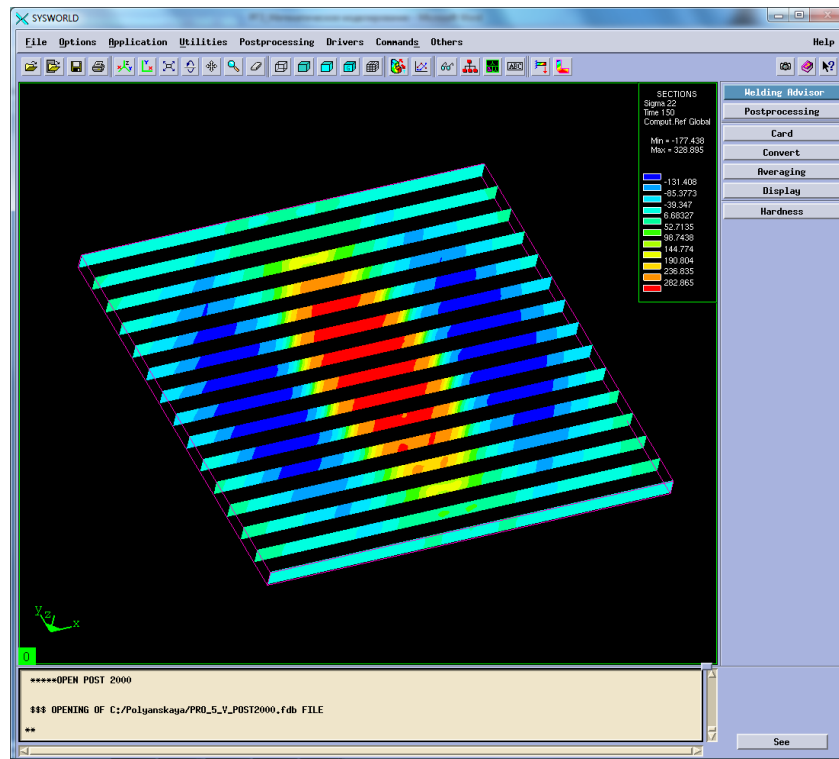 SYSWORLD
File Options Application Utilities Postprocessing Drivers Commands Others Help
ABC
SECTIONS
Sigma 22
Time 150
Comput.Ref Global
Min = -177.438
Max = 328.895
-131.408
-85.3773
-39.347
6.68327
52.7135
98.7438
144.774
190.804
236.835
282.865
Welding Advisor
Postprocessing
Card
Convert
Averaging
Display
Hardness
Y Z X
0
*****OPEN POST 2000
$$$ OPENING OF C:/Polyanskaya/PRO_5_V_POST2000.fdb FILE
**
See